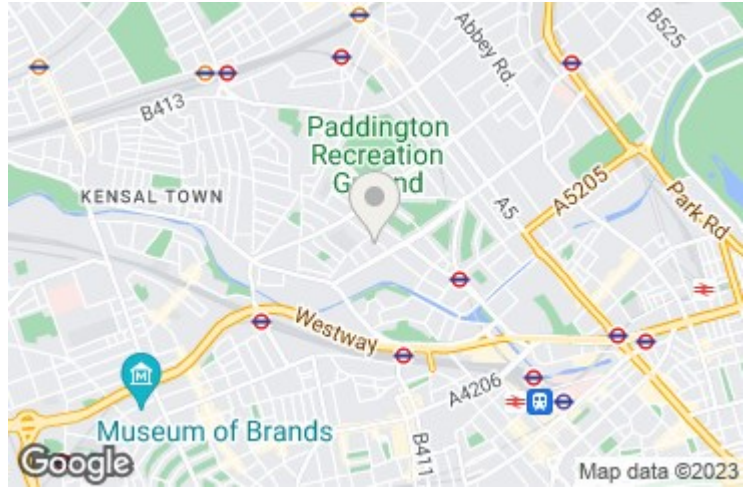 B525
Abbey Rd.
B413
Paddington
Recreation
Ground
KENSAL TOWN
A5
A5205
Park Rd
Westway
A4206
Museum of Brands
B411
Google
Map data ©2023